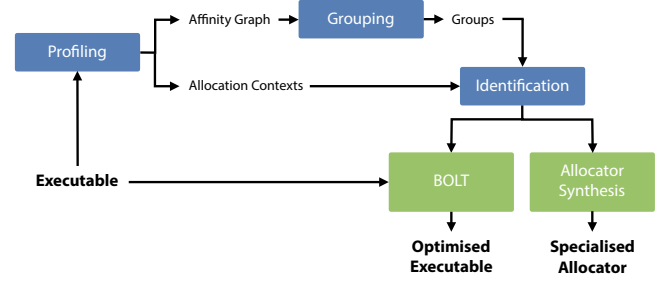 Affinity Graph
Grouping
Groups
Profiling
Allocation Contexts
Identification
Executable
BOLT
Allocator
Synthesis
Optimised
Executable
Specialised
Allocator